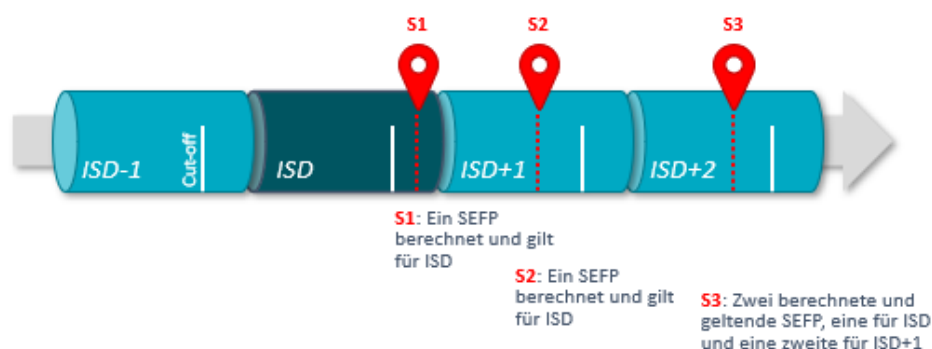 S1
S2
S3
ISD-1
Cut-off
ISD
ISD+1
ISD+2
S1: Ein SEFP
berechnet und gilt
für ISD
S2: Ein SEFP
berechnet und gilt
für ISD
S3: Zwei berechnete und
geltende SEFP, eine für ISD
und eine zweite für ISD+1